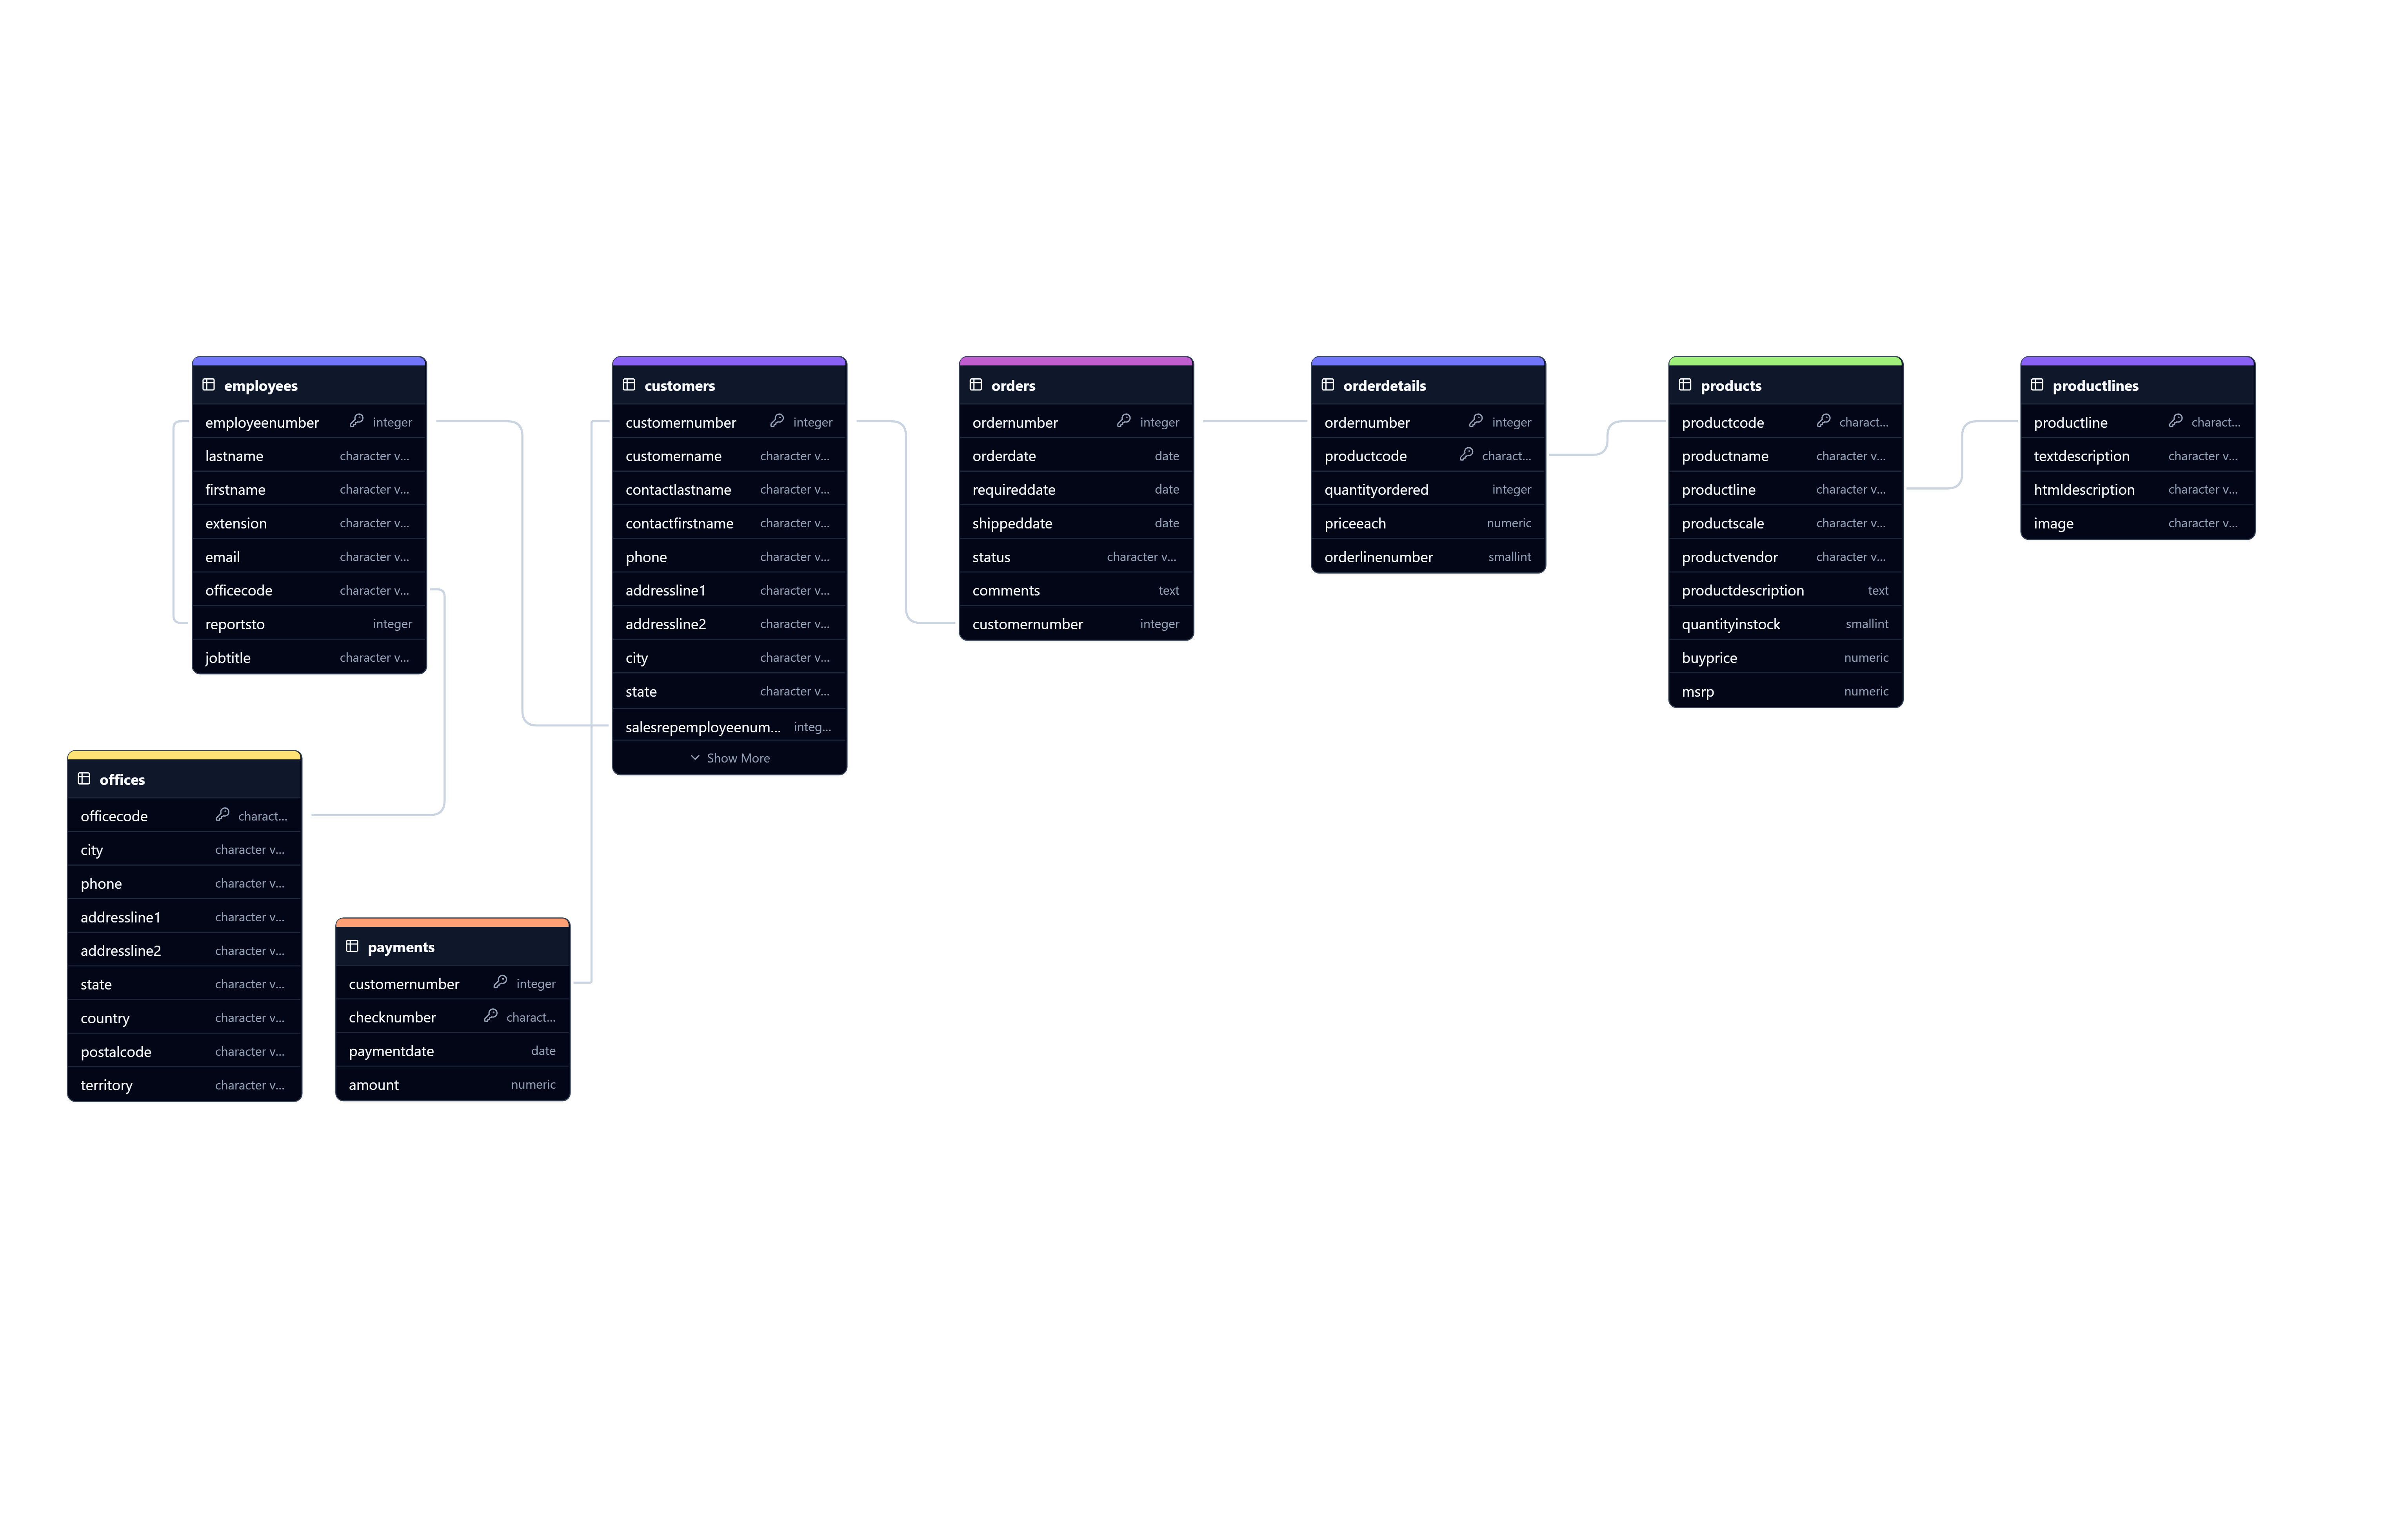 employees
employeenumber integer
lastname character v...
firstname character v...
extension character v...
email character v...
officecode character v...
reportsto integer
jobtitle character v...
customers
customernumber integer
customername character v...
contactlastname character v...
contactfirstname character v...
phone character v...
addressline1 character v...
addressline2 character v...
city character v...
state character v...
salesrepemployeenum... integ...
Show More
orders
ordernumber integer
orderdate date
requireddate date
shippeddate date
status character v...
comments text
customernumber integer
orderdetails
ordernumber integer
productcode charact...
quantityordered integer
priceeach numeric
orderlinenumber smallint
products
productcode charact...
productname character v...
productline character v...
productscale character v...
productvendor character v...
productdescription text
quantityinstock smallint
buyprice numeric
msrp numeric
productlines
productline charact...
textdescription character v...
htmldescription character v...
image character v...
offices
officecode charact...
city character v...
phone character v...
addressline1 character v...
addressline2 character v...
state character v...
country character v...
postalcode character v...
territory character v...
payments
customernumber integer
checknumber charact...
paymentdate date
amount numeric